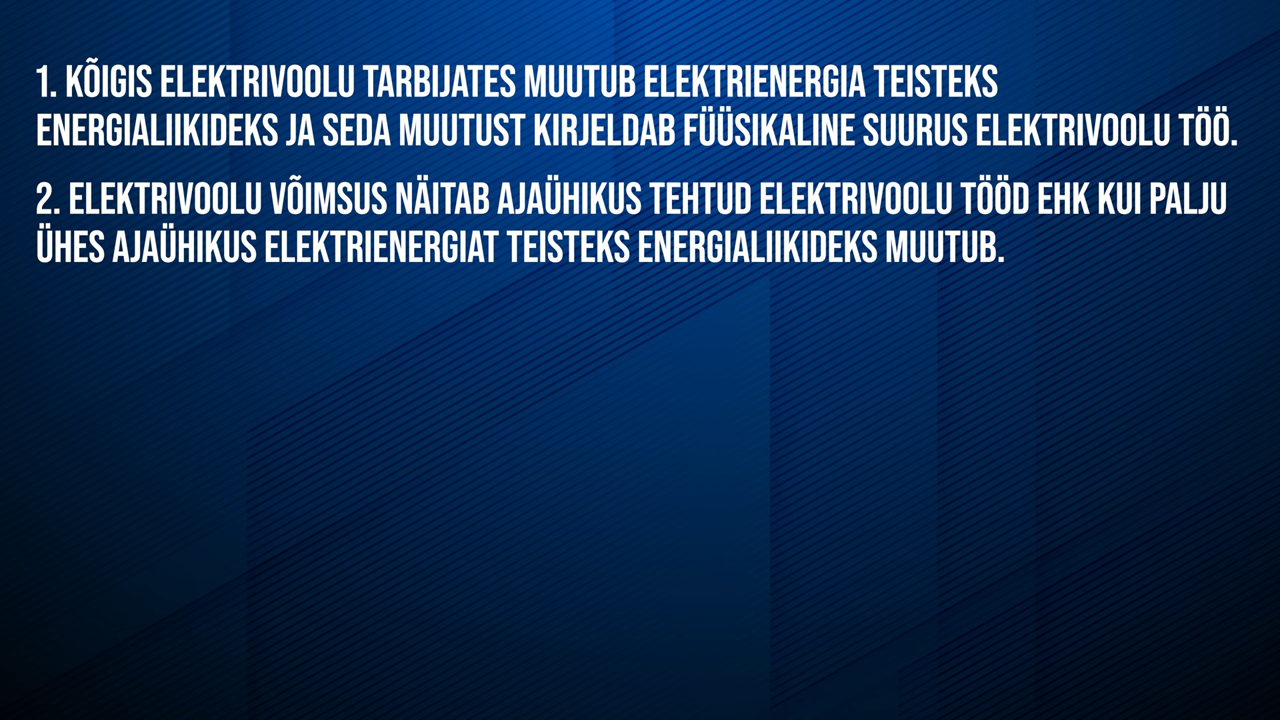 1. KÕIGIS ELEKTRIVOOLU TARBIJATES MUUTUB ELEKTRIENERGIA TEISTEKS
ENERGIALIIKIDEKS JA SEDA MUUTUST KIRJELDAB FÜÜSIKALINE SUURUS ELEKTRIVOOLU TÖÖ.
2. ELEKTRIVOOLU VÕIMSUS NÄITAB AJAÜHIKUS TEHTUD ELEKTRIVOOLU TÖÖD EHK KUI PALJU
ÜHES AJAÜHIKUS ELEKTRIENERGIAT TEISTEKS ENERGIALIIKIDEKS MUUTUB.